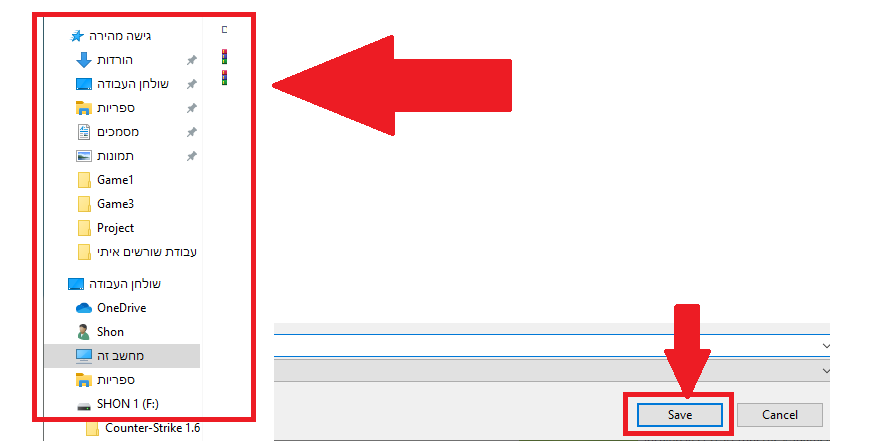 גישה מהירה
הורדות
שולחן העבודה
ספריות
מסמכים
תמונות
Game1
Game3
Project
עבודת שורשים איתי
שולחן העבודה
OneDrive
Shon
מחשב זה
ספריות
SHON 1 (F:)
Counter-Strike 1.6
Save
Cancel